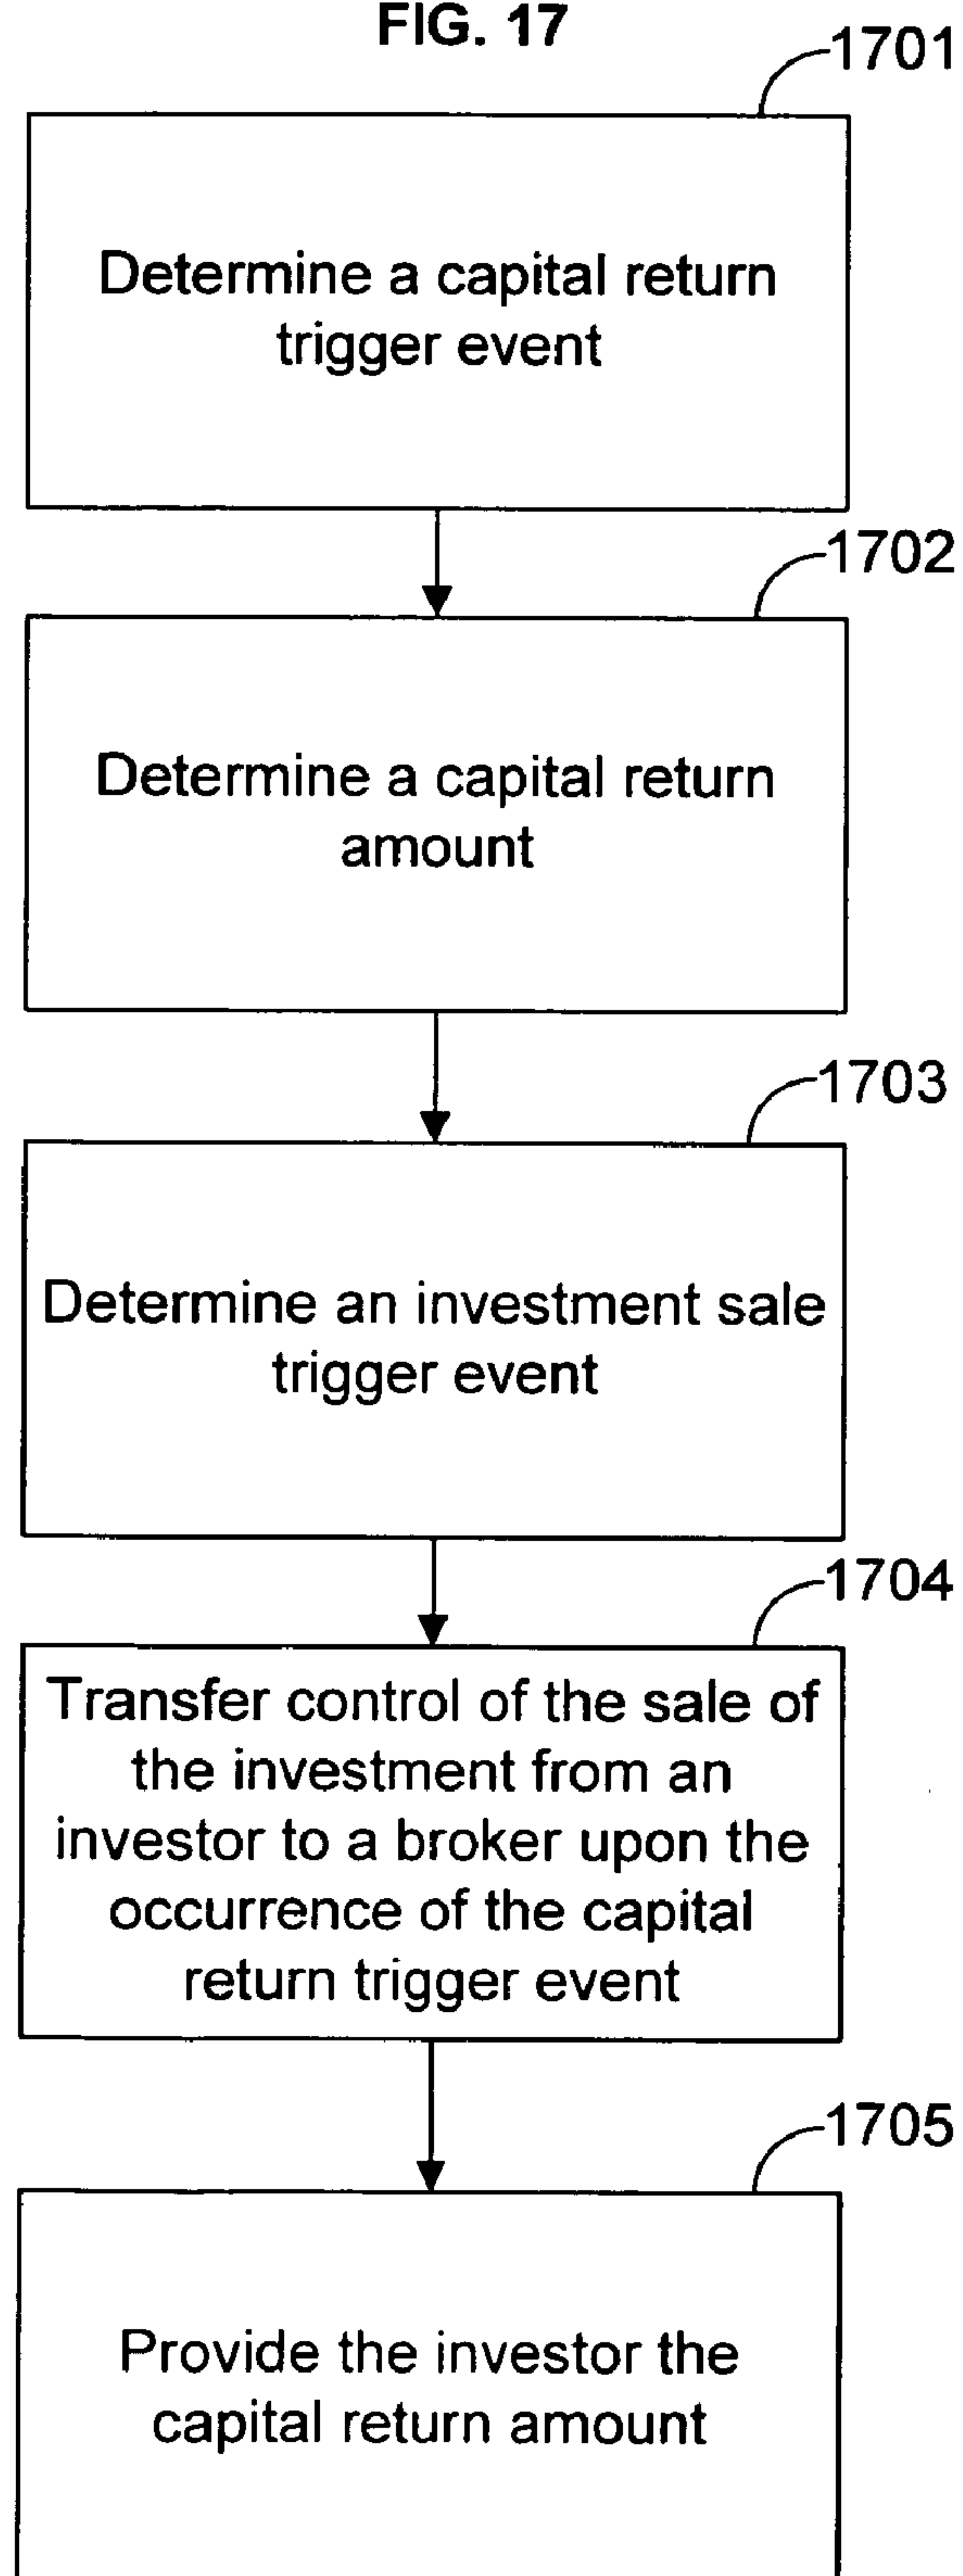 FIG. 17
1701
Determine a capital return
trigger event
1702
Determine a capital return
amount
1703
Determine an investment sale
trigger event
1704
Transfer control of the sale of
the investment from an
investor to a broker upon the
occurrence of the capital
return trigger event
1705
Provide the investor the
capital return amount